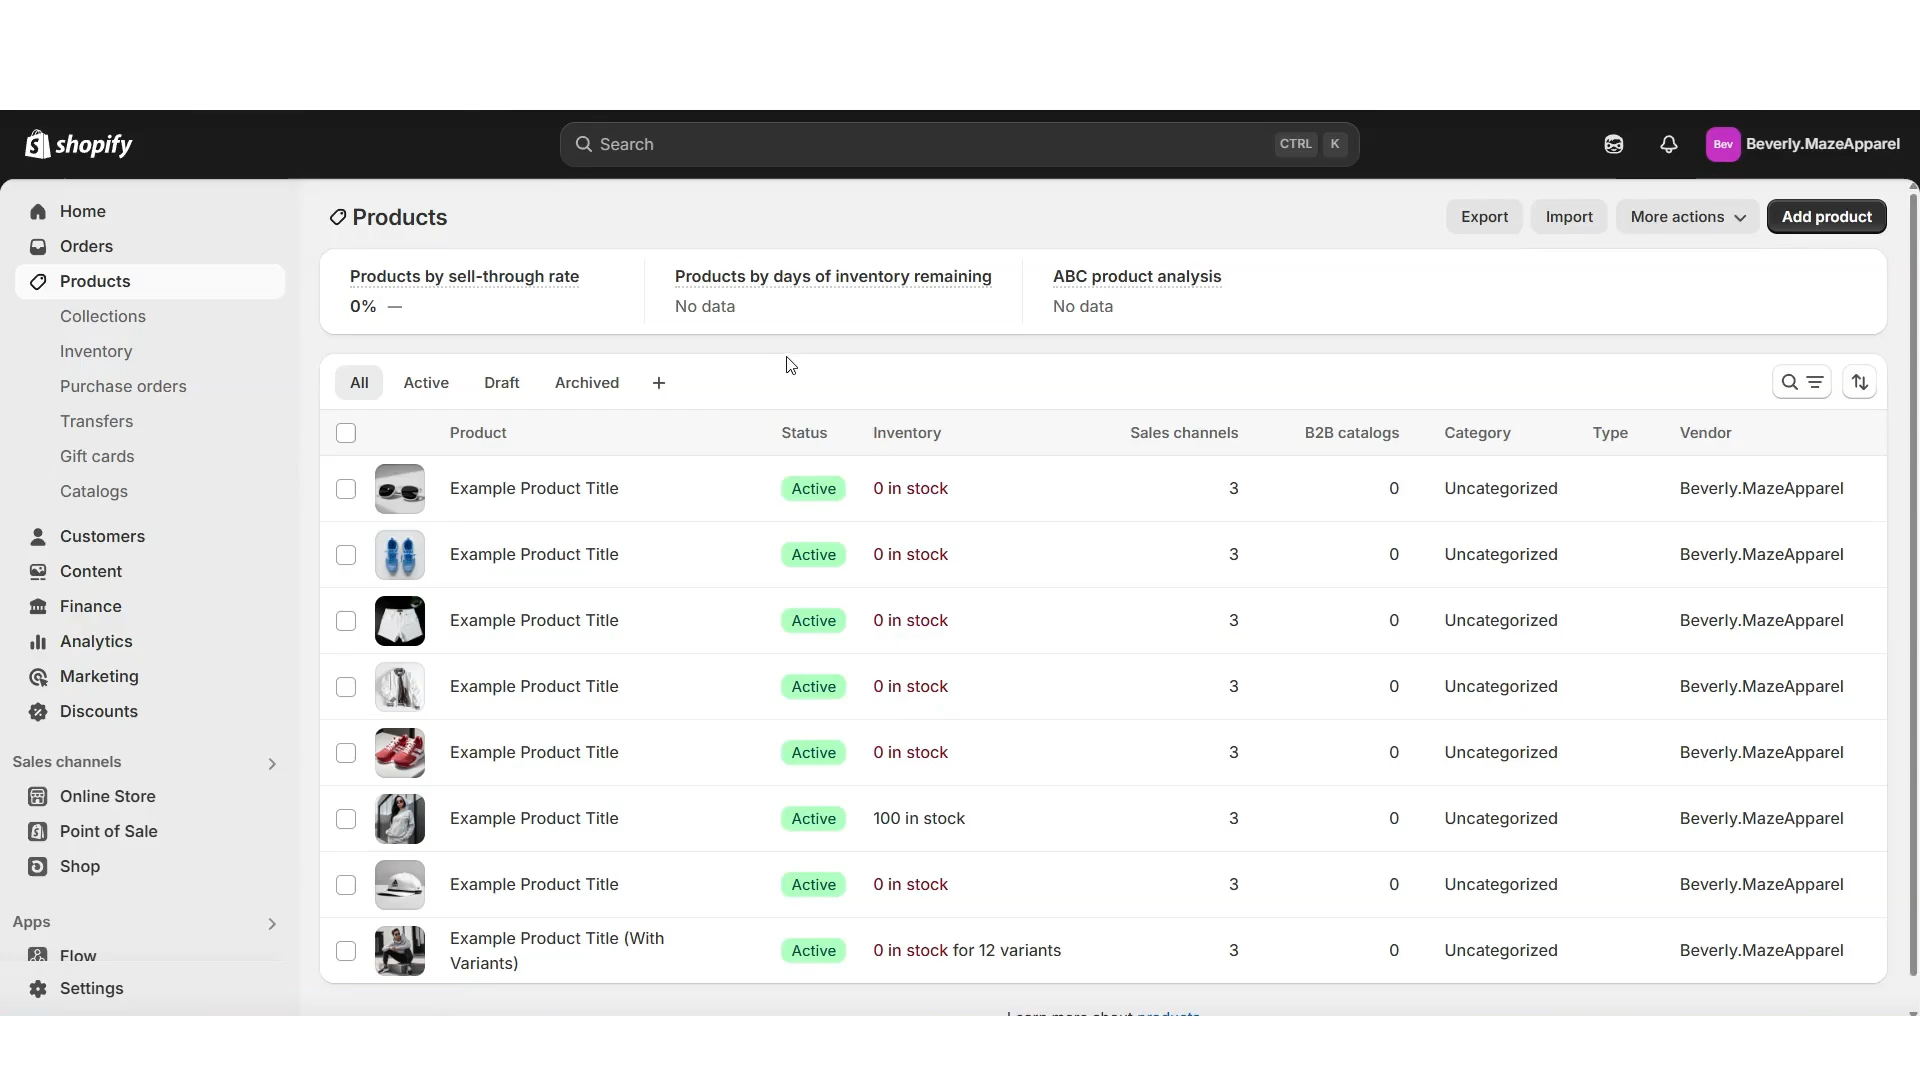 shopify
Search
CTRL K
Bev
Beverly.MazeApparel
Home
Orders
Products
Collections
Inventory
Purchase orders
Transfers
Gift cards
Catalogs
Customers
Content
Finance
Analytics
Marketing
Discounts
Sales channels
Online Store
Point of Sale
Shop
Apps
Flow
Settings
Products
Export
Import
More actions
Add product
Products by sell-through rate
0% —
Products by days of inventory remaining
No data
ABC product analysis
No data
All Active Draft Archived +
Product Status Inventory Sales channels B2B catalogs Category Type Vendor
Example Product Title Active 0 in stock 3 0 Uncategorized Beverly.MazeApparel
Example Product Title Active 0 in stock 3 0 Uncategorized Beverly.MazeApparel
Example Product Title Active 0 in stock 3 0 Uncategorized Beverly.MazeApparel
Example Product Title Active 0 in stock 3 0 Uncategorized Beverly.MazeApparel
Example Product Title Active 0 in stock 3 0 Uncategorized Beverly.MazeApparel
Example Product Title Active 100 in stock 3 0 Uncategorized Beverly.MazeApparel
Example Product Title Active 0 in stock 3 0 Uncategorized Beverly.MazeApparel
Example Product Title (With
Variants) Active 0 in stock for 12 variants 3 0 Uncategorized Beverly.MazeApparel
Learn more about products